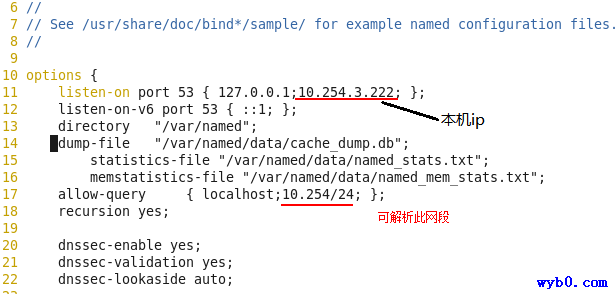 6 //
7 // See /usr/share/doc/bind*/sample/ for example named configuration files.
8 //
9
10 options {
11 listen-on port 53 { 127.0.0.1;10.254.3.222; };
12 listen-on-v6 port 53 { ::1; };
本机ip
13 directory "/var/named";
14 dump-file "/var/named/data/cache_dump.db";
15 statistics-file "/var/named/data/named_stats.txt";
16 memstatistics-file "/var/named/data/named_mem_stats.txt";
17 allow-query { localhost;10.254/24; };
18 recursion yes;
可解析此网段
19
20 dnssec-enable yes;
21 dnssec-validation yes;
22 dnssec-lookaside auto;
wyb0.com